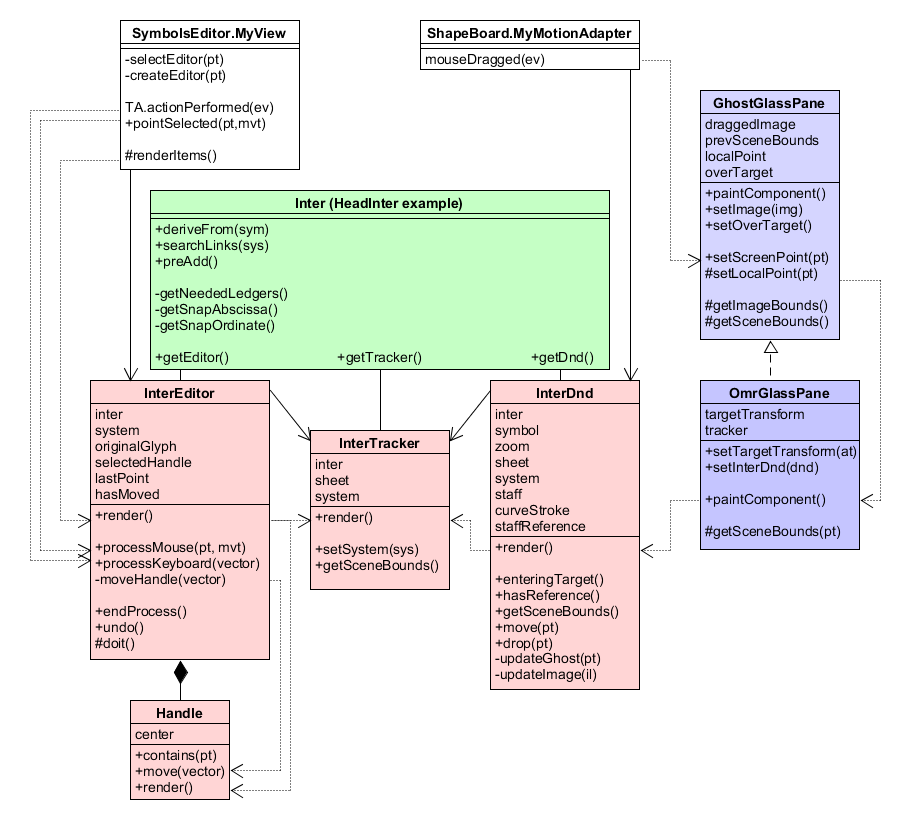 SymbolsEditor.MyView
-selectEditor(pt)
-createEditor(pt)
TA.actionPerformed(ev)
+pointSelected(pt,mvt)
#renderItems()
ShapeBoard.MyMotionAdapter
mouseDragged(ev)
GhostGlassPane
draggedImage
prevSceneBounds
localPoint
overTarget
+paintComponent()
+setImage(img)
+setOverTarget()
+setScreenPoint(pt)
#setLocalPoint(pt)
#getImageBounds()
#getSceneBounds()
Inter (HeadInter example)
+deriveFrom(sym)
+searchLinks(sys)
+preAdd()
-getNeededLedgers()
-getSnapAbscissa()
-getSnapOrdinate()
+getEditor() +getTracker() +getDnd()
InterEditor
inter
system
originalGlyph
selectedHandle
lastPoint
hasMoved
+render()
+processMouse(pt, mvt)
+processKeyboard(vector)
-moveHandle(vector)
+endProcess()
+undo()
#doit()
InterTracker
inter
sheet
system
+render()
+setSystem(sys)
+getSceneBounds()
InterDnd
inter
symbol
zoom
sheet
system
staff
curveStroke
staffReference
+render()
+enteringTarget()
+hasReference()
+getSceneBounds()
+move(pt)
+drop(pt)
-updateGhost(pt)
-updateImage(il)
OmrGlassPane
targetTransform
tracker
+setTargetTransform(at)
+setInterDnd(dnd)
+paintComponent()
#getSceneBounds(pt)
Handle
center
+contains(pt)
+move(vector)
+render()